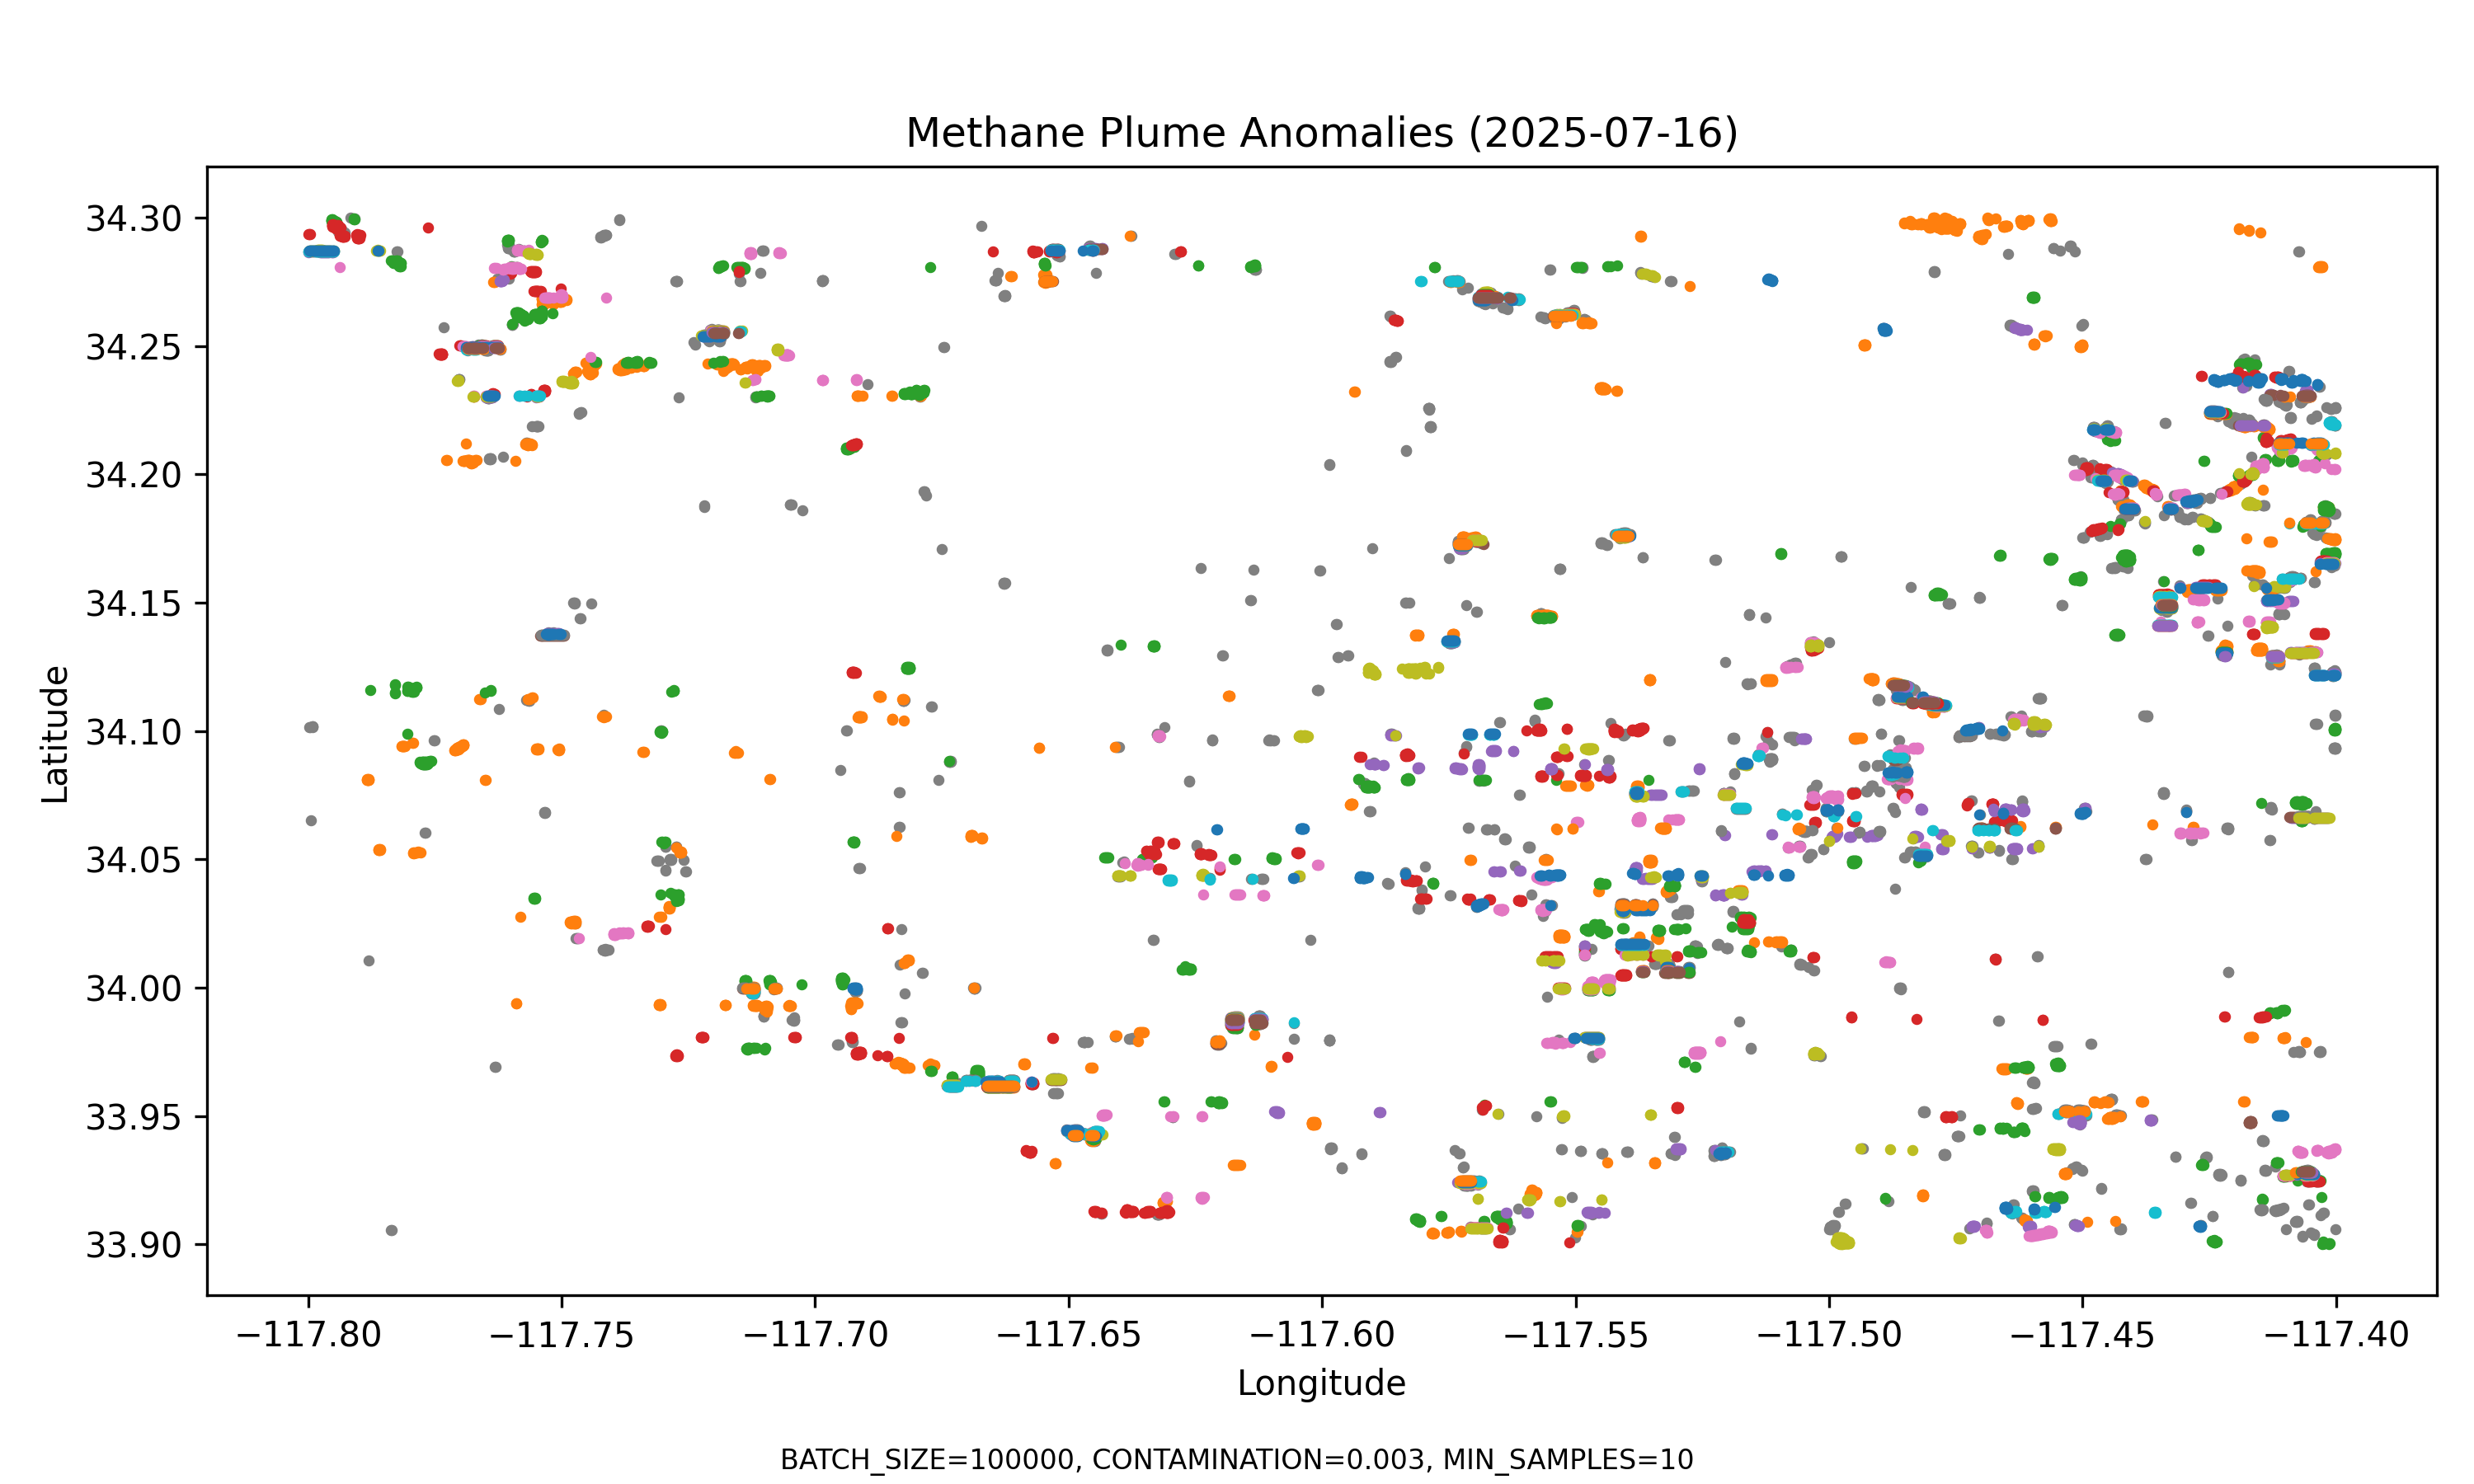 Methane Plume Anomalies (2025-07-16)
34.30
34.25
34.20
34.15
34.10
34.05
34.00
33.95
33.90
Latitude
−117.80 −117.75 −117.70 −117.65 −117.60 −117.55 −117.50 −117.45 −117.40
Longitude
BATCH_SIZE=100000, CONTAMINATION=0.003, MIN_SAMPLES=10